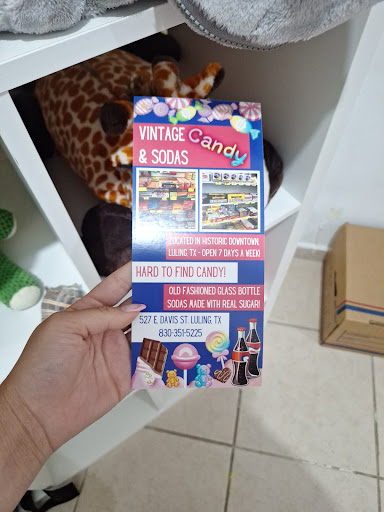 VINTAGE Candy
& SODAS
LOCATED IN HISTORIC DOWNTOWN,
LULING TX - OPEN 7 DAYS A WEEK!
HARD TO FIND CANDY!
OLD FASHIONED GLASS BOTTLE
SODAS MADE WITH REAL SUGAR!
527 E. DAVIS ST. LULING, TX
830-351-5225